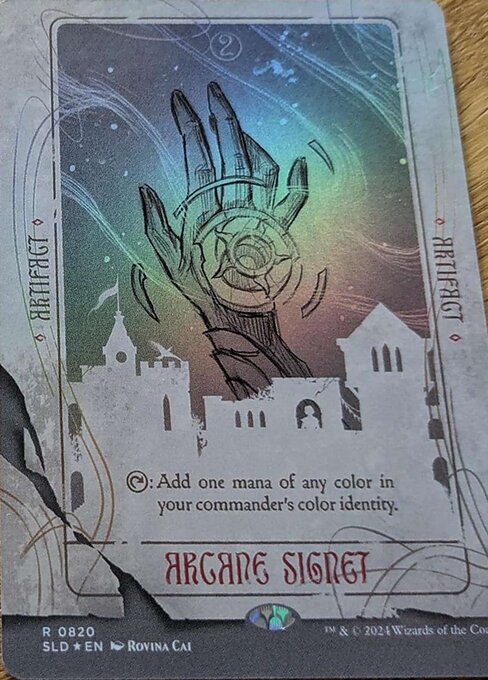 2
ARTIFACT
ARTIFACT
: Add one mana of any color in
your commander's color identity.
ARCANE SIGNET
R 0820
SLD ★ EN ROVINA CAI
™ & © 2024 Wizards of the